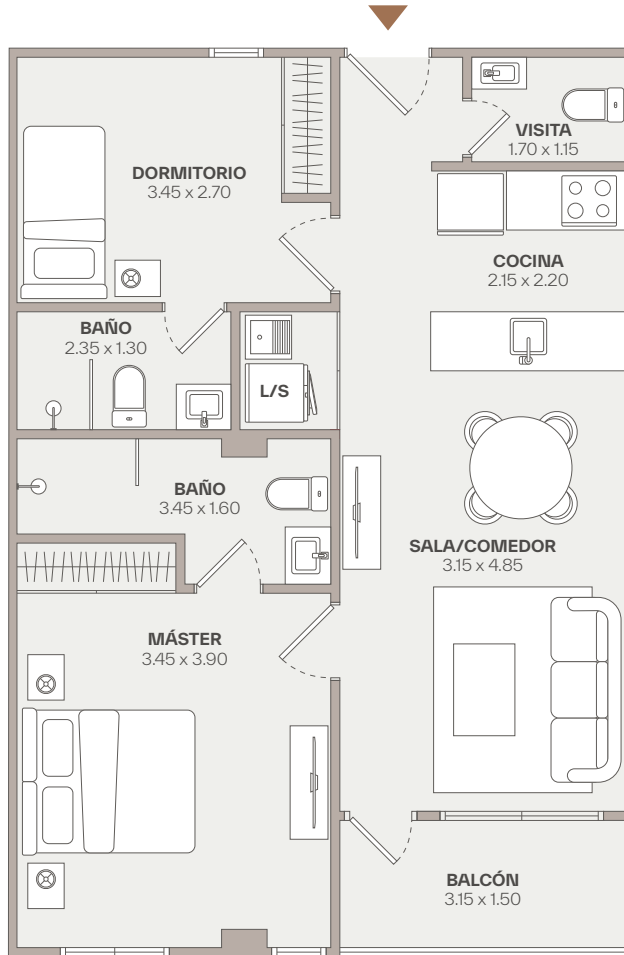 VISITA
1.70 x 1.15
DORMITORIO
3.45 x 2.70
COCINA
2.15 x 2.20
BAÑO
2.35 x 1.30
L/S
BAÑO
3.45 x 1.60
SALA/COMEDOR
3.15 x 4.85
MÁSTER
3.45 x 3.90
BALCÓN
3.15 x 1.50